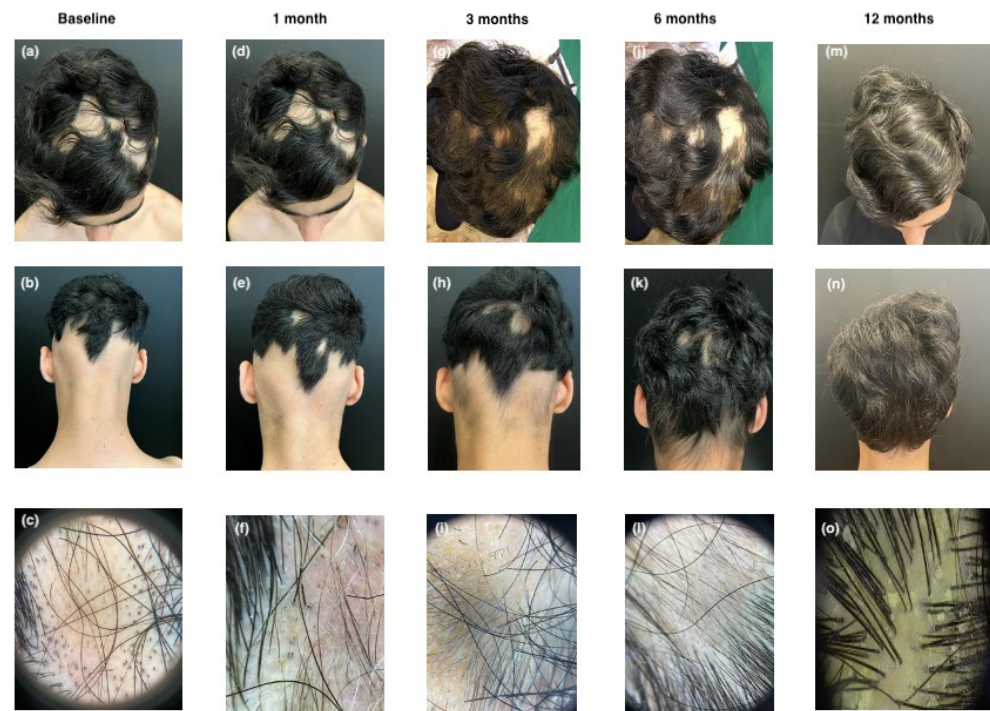 Baseline 1 month 3 months 6 months 12 months
(a) (d) (g) (j) (m)
(b) (e) (h) (k) (n)
(c) (f) (i) (l) (o)